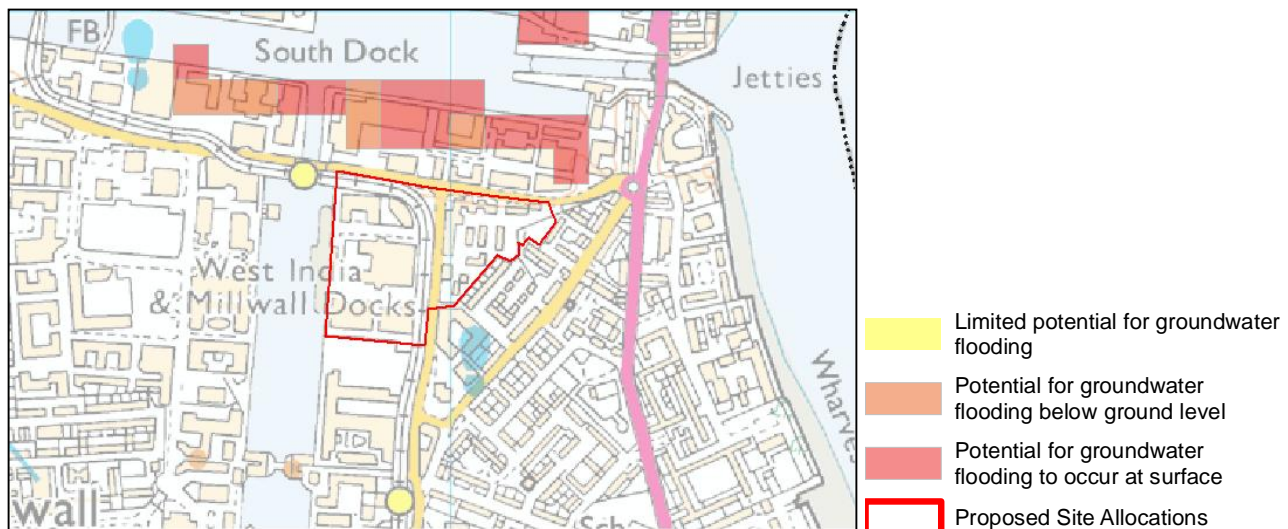 FB
South Dock
Jetties
West India
& Millwall Docks
Wharves
wall
Sch
Limited potential for groundwater
flooding
Potential for groundwater
flooding below ground level
Potential for groundwater
flooding to occur at surface
Proposed Site Allocations